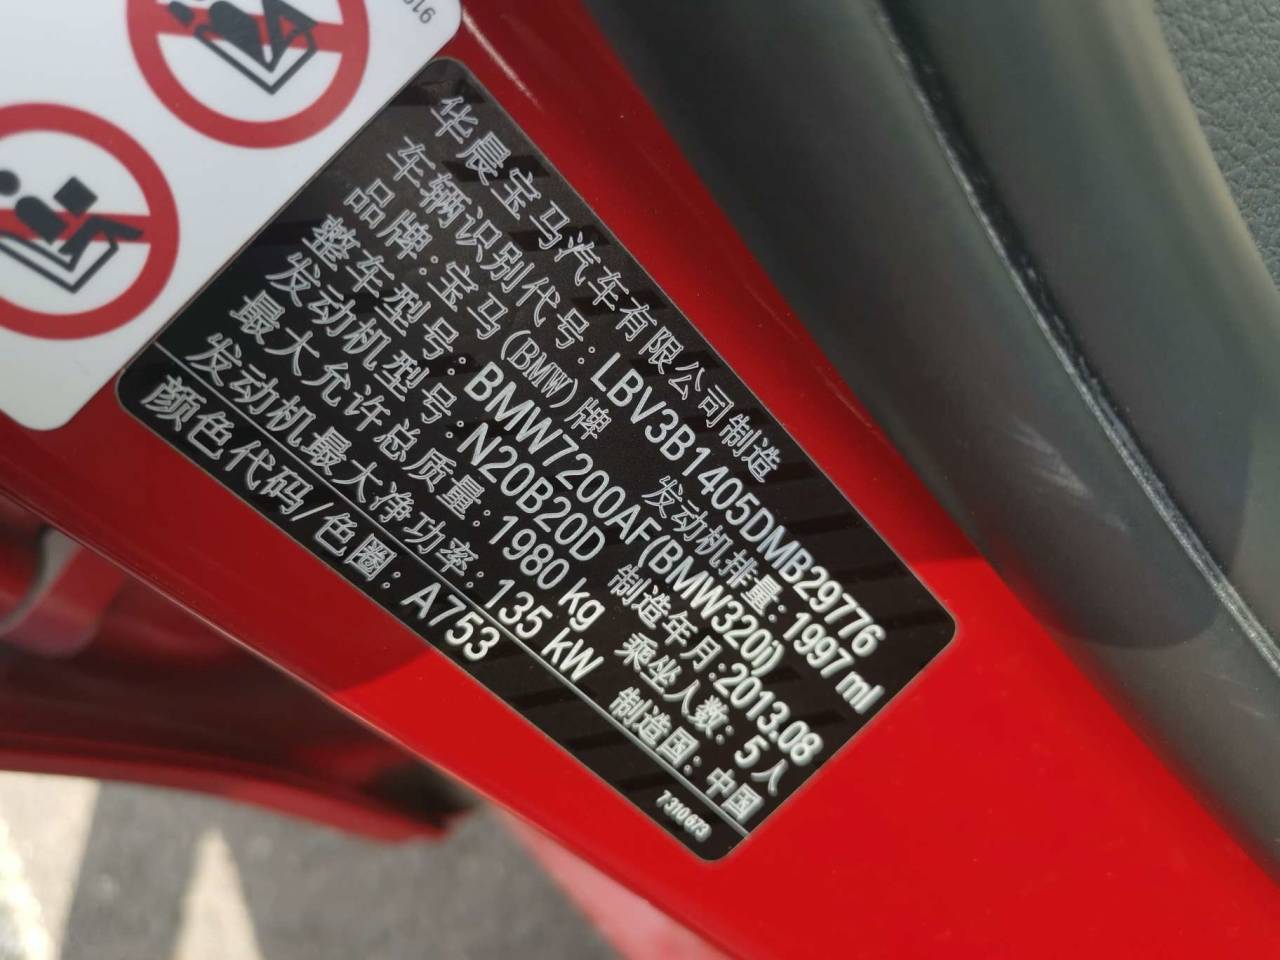 华晨宝马汽车有限公司制造
车辆识别代号: LBV3B1405DMB29776
品牌:宝马(BMW)牌 发动机排量: 1997 ml
整车型号: BMW7200AF(BMW320i)
发动机型号: N20B20D 制造年月:2013.08
最大允许总质量: 1980 kg 乘坐人数: 5人
发动机最大净功率: 135 kW 制造国: 中国
颜色代码/色圈: A753
7310673